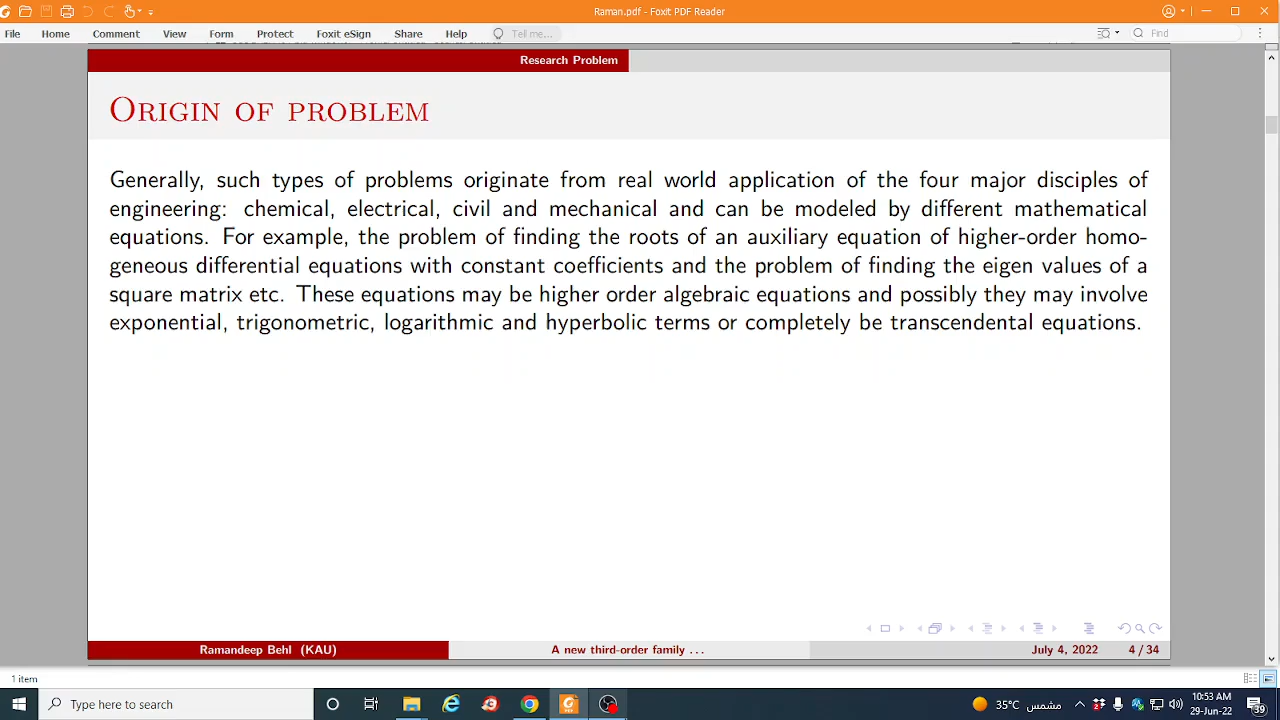 Raman.pdf - Foxit PDF Reader
File Home Comment View Form Protect Foxit eSign Share Help Tell me... Find
Research Problem
Origin of problem
Generally, such types of problems originate from real world application of the four major disciples of
engineering: chemical, electrical, civil and mechanical and can be modeled by different mathematical
equations. For example, the problem of finding the roots of an auxiliary equation of higher-order homo-
geneous differential equations with constant coefficients and the problem of finding the eigen values of a
square matrix etc. These equations may be higher order algebraic equations and possibly they may involve
exponential, trigonometric, logarithmic and hyperbolic terms or completely be transcendental equations.
Ramandeep Behl (KAU) A new third-order family ... July 4, 2022 4 / 34
1 item
Type here to search
35°C مشمس
10:53 AM
29-Jun-22